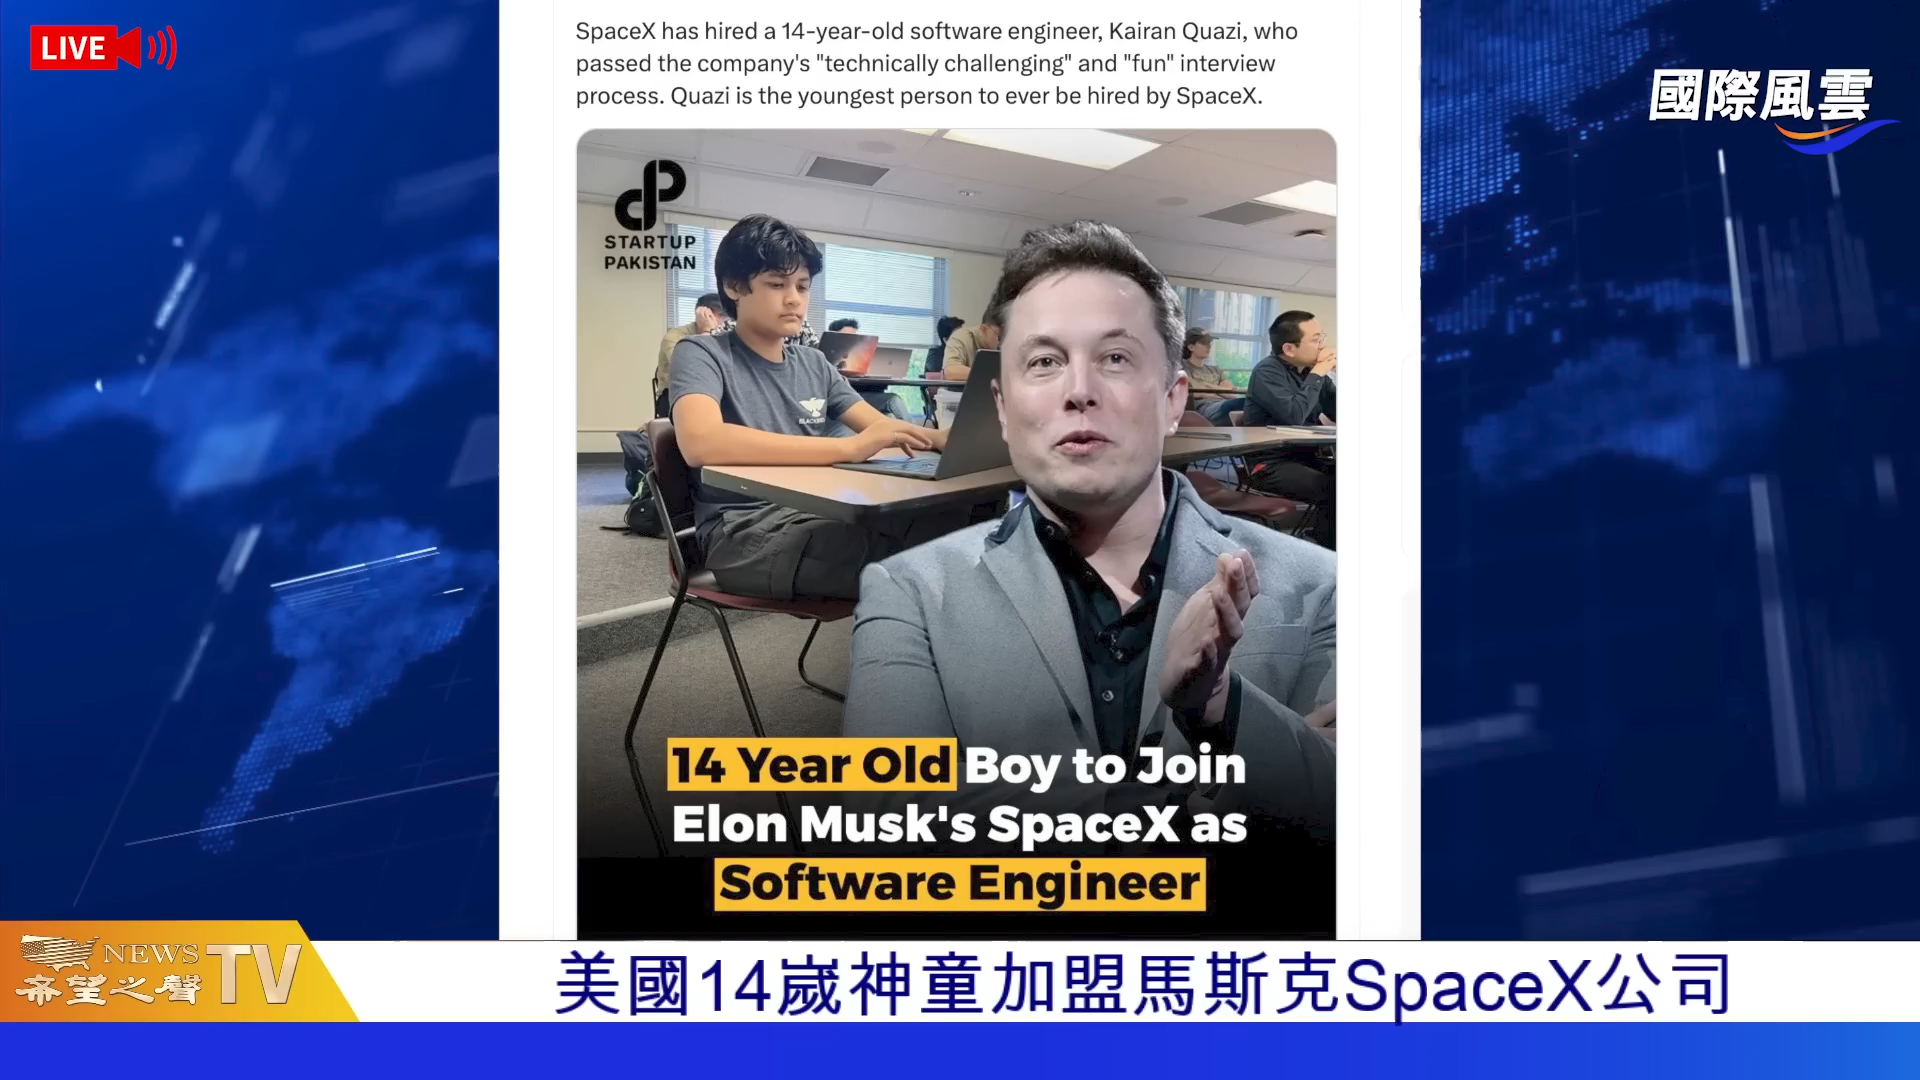 LIVE
SpaceX has hired a 14-year-old software engineer, Kairan Quazi, who
passed the company's "technically challenging" and "fun" interview
process. Quazi is the youngest person to ever be hired by SpaceX.
國際風雲
STARTUP
PAKISTAN
14 Year Old Boy to Join
Elon Musk's SpaceX as
Software Engineer
NEWS
希望之聲TV
美國14歲神童加盟馬斯克SpaceX公司